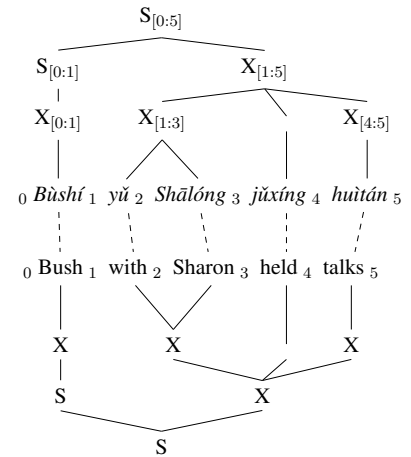 S[0:5]
S[0:1] X[1:5]
X[0:1] X[1:3] X[4:5]
0 Bùshí 1 yǔ 2 Shālóng 3 jǔxíng 4 huìtán 5
0 Bush 1 with 2 Sharon 3 held 4 talks 5
X X X
S X
S